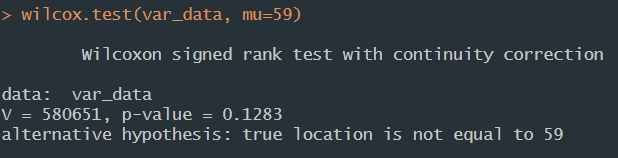 > wilcox.test(var_data, mu=59)
Wilcoxon signed rank test with continuity correction
data:  var_data
V = 580651, p-value = 0.1283
alternative hypothesis: true location is not equal to 59